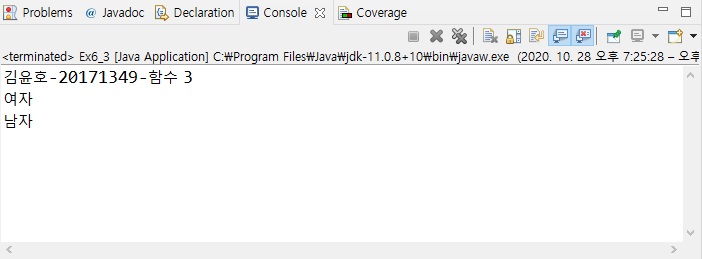 Problems @ Javadoc Declaration Console Coverage
<terminated> Ex6_3 [Java Application] C:₩Program Files₩Java₩jdk-11.0.8+10₩bin₩javaw.exe (2020. 10. 28 오후 7:25:28 – 오후
김윤호-20171349-함수 3
여자
남자